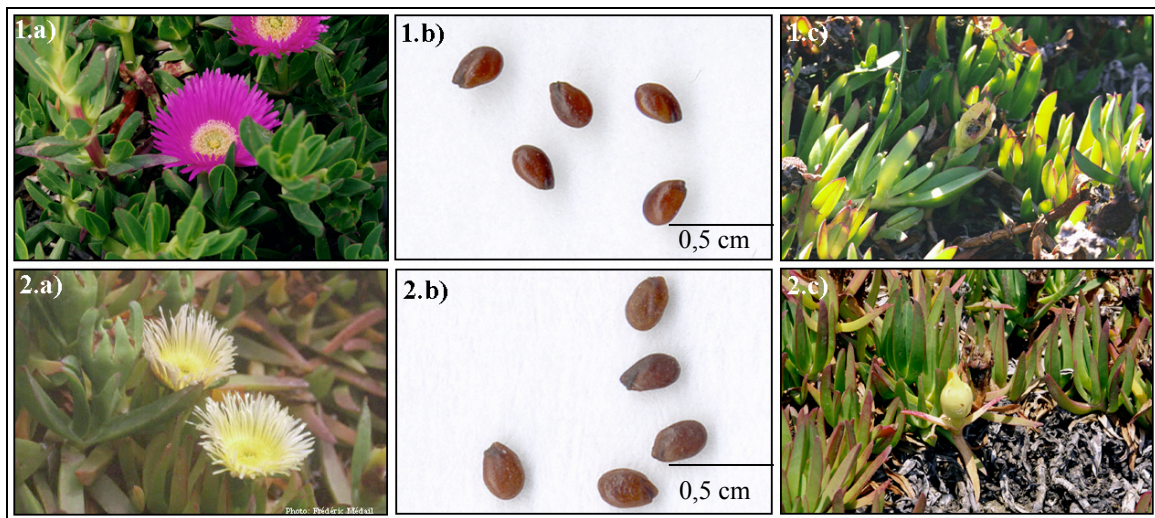 1.a)
1.b)
1.c)
0,5 cm
2.a)
2.b)
2.c)
0,5 cm
Photo: Frédéric Médail